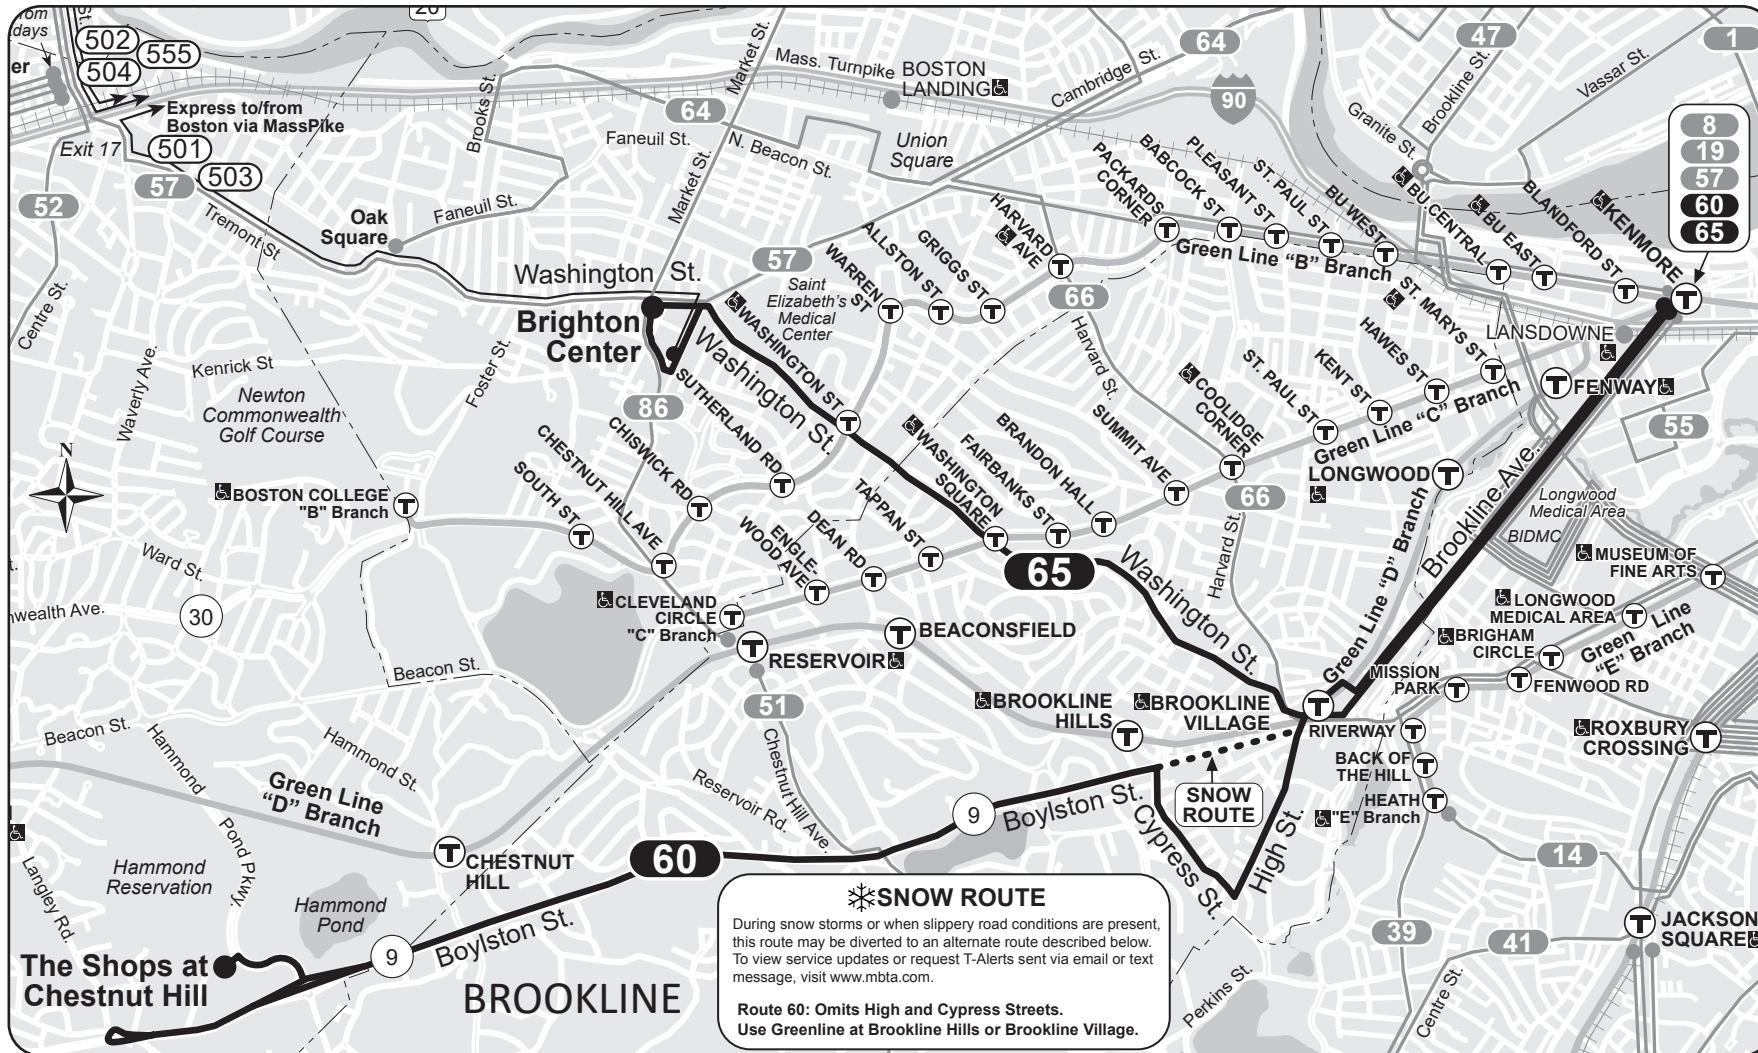 from
days
er
502
555
504
Express to/from
Boston via MassPike
Exit 17
501
503
57
52
Tremont St
Centre St.
Oak
Square
Faneuil St.
Brooks St.
Market St.
Market St.
Mass. Turnpike
BOSTON
LANDING
Cambridge St.
64
64
Faneuil St.
N. Beacon St.
Union
Square
90
47
1
Brookline St.
Vassar St.
Granite St.
8
19
57
60
65
PACKARDS
CORNER
BABCOCK ST
PLEASANT ST
ST. PAUL ST
BU WEST
BU CENTRAL
BU EAST
BLANDFORD ST
KENMORE
Green Line "B" Branch
HARVARD
AVE
GRIGGS ST
ALLSTON ST
WARREN
ST
57
66
Washington St.
Saint
Elizabeth's
Medical
Center
Brighton
Center
WASHINGTON ST
Washington St.
SUTHERLAND RD
86
CHISWICK RD
CHESTNUT HILL AVE
SOUTH ST
BOSTON COLLEGE
"B" Branch
Waverly Ave.
Kenrick St
Foster St.
Newton
Commonwealth
Golf Course
N
Harvard St.
COOLIDGE
CORNER
ST. PAUL ST
KENT ST
HAWES ST
ST. MARYS ST
Green Line "C" Branch
LANSDOWNE
FENWAY
55
LONGWOOD
66
Harvard St.
SUMMIT AVE
BRANDON HALL
FAIRBANKS ST
WASHINGTON
SQUARE
TAPPAN ST
DEAN RD
ENGLE-
WOOD AVE
CLEVELAND
CIRCLE
"C" Branch
65
Washington St.
Green Line "D" Branch
Brookline Ave.
Longwood
Medical Area
BIDMC
MUSEUM OF
FINE ARTS
LONGWOOD
MEDICAL AREA
BRIGHAM
CIRCLE
Green Line
"E" Branch
MISSION
PARK
FENWOOD RD
Ward St.
nwealth Ave.
30
t.
Beacon St.
BEACONSFIELD
RESERVOIR
51
BROOKLINE
HILLS
BROOKLINE
VILLAGE
RIVERWAY
ROXBURY
CROSSING
BACK OF
THE HILL
HEATH
"E" Branch
14
Beacon St.
Hammond
Pond Pkwy.
Hammond St.
Green Line
"D" Branch
Reservoir Rd.
Chestnut Hill Ave.
SNOW
ROUTE
9
Boylston St.
Cypress St.
High St.
60
CHESTNUT
HILL
Langley Rd.
Hammond
Reservation
Hammond
Pond
9
Boylston St.
The Shops at
Chestnut Hill
BROOKLINE
39
41
JACKSON
SQUARE
Perkins St.
Centre St.
SNOW ROUTE
During snow storms or when slippery road conditions are present,
this route may be diverted to an alternate route described below.
To view service updates or request T-Alerts sent via email or text
message, visit www.mbta.com.
Route 60: Omits High and Cypress Streets.
Use Greenline at Brookline Hills or Brookline Village.